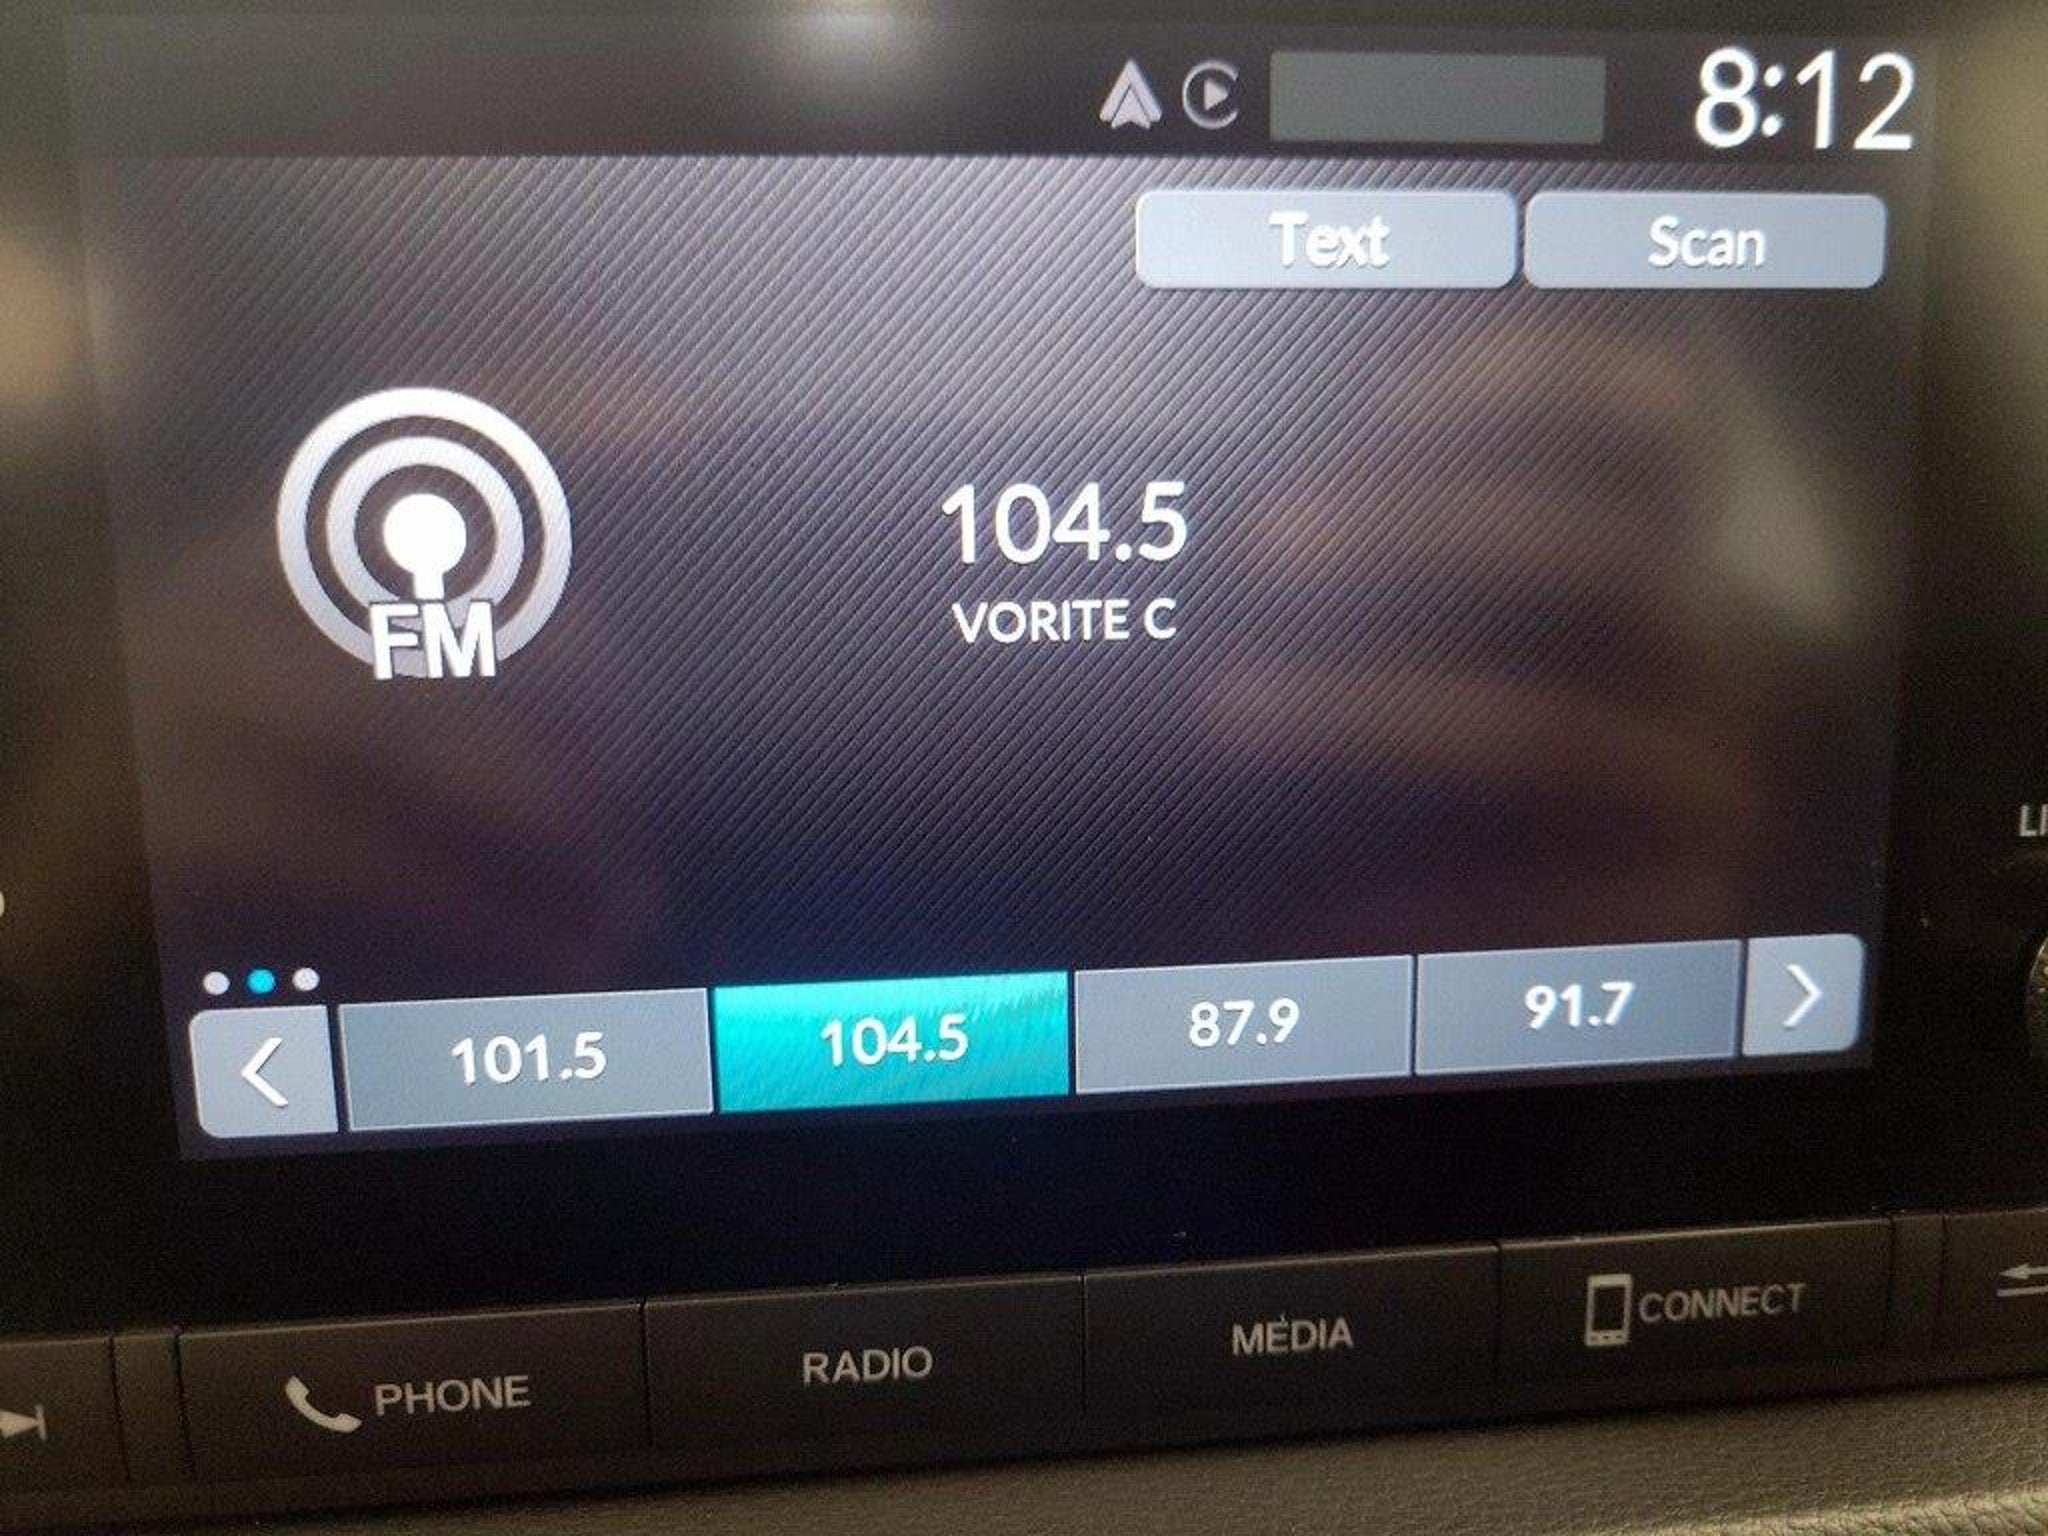 8:12
Text Scan
FM
104.5
VORITE C
101.5 104.5 87.9 91.7
PHONE RADIO MEDIA CONNECT